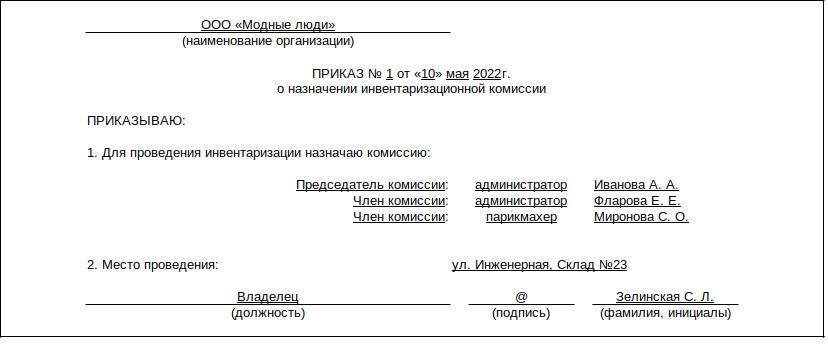 ООО «Модные люди»
(наименование организации)
ПРИКАЗ № 1 от «10» мая 2022г.
о назначении инвентаризационной комиссии
ПРИКАЗЫВАЮ:
1. Для проведения инвентаризации назначаю комиссию:
Председатель комиссии: администратор Иванова А. А.
Член комиссии: администратор Фларова Е. Е.
Член комиссии: парикмахер Миронова С. О.
2. Место проведения: ул. Инженерная, Склад №23
Владелец @ Зелинская С. Л.
(должность) (подпись) (фамилия, инициалы)